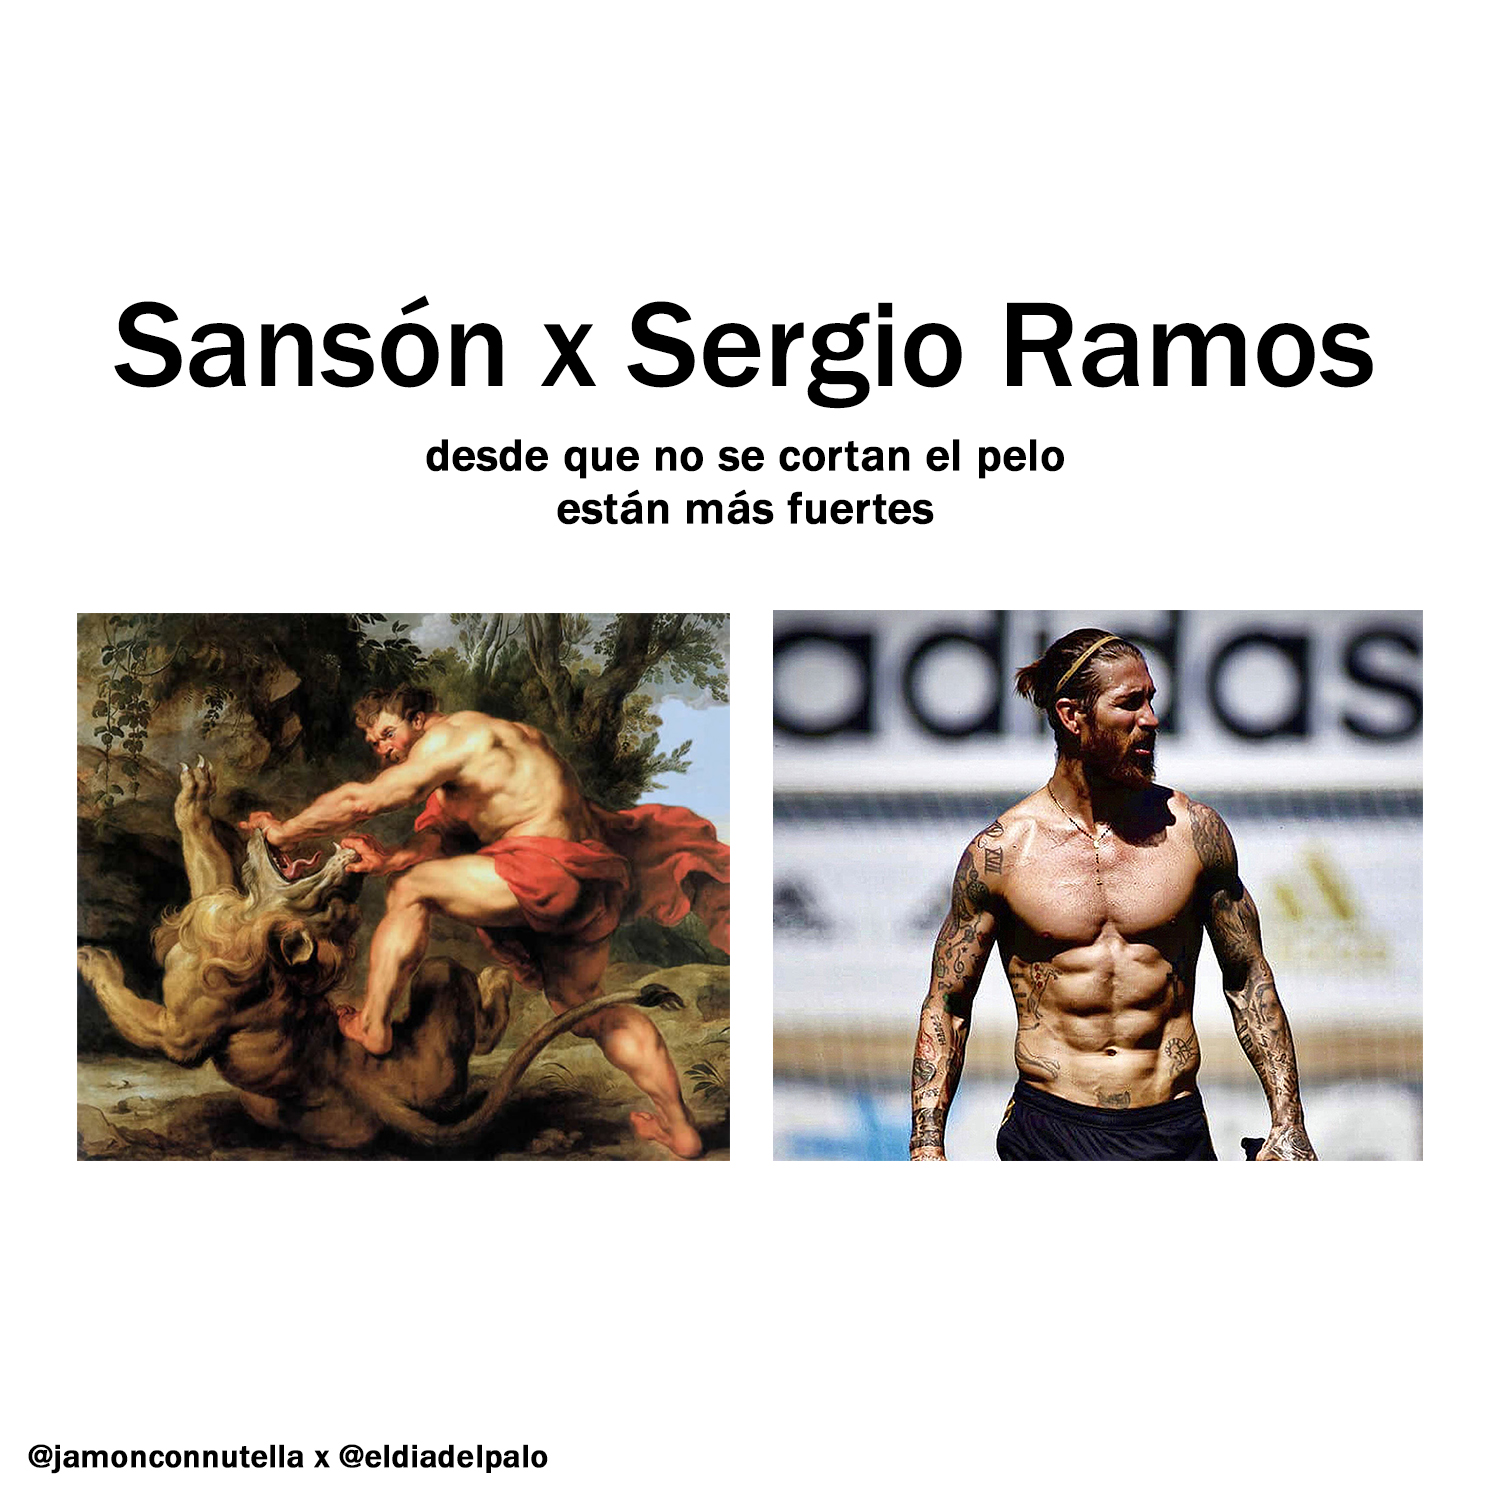 Sansón x Sergio Ramos
desde que no se cortan el pelo
están más fuertes
adidas
@jamonconnutella x @eldiadelpalo